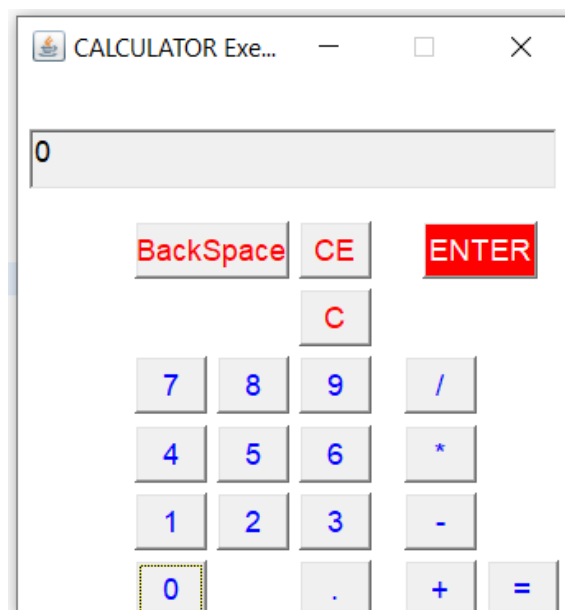 CALCULATOR Exe...
0
BackSpace CE ENTER
C
7 8 9 /
4 5 6 *
1 2 3 -
0 . + =